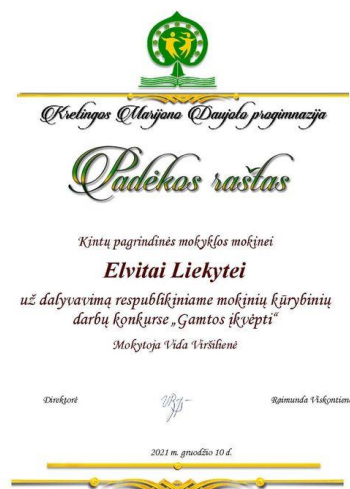 Kretingos Marijono Daujoto progimnazija
Padėkos raštas
Kintų pagrindinės mokyklos mokinei
Elvitai Liekytei
už dalyvavimą respublikiniame mokinių kūrybinių
darbų konkurse „Gamtos įkvėpti“
Mokytoja Vida Viršilienė
Direktorė Raimunda Viskontienė
2021 m. gruodžio 10 d.